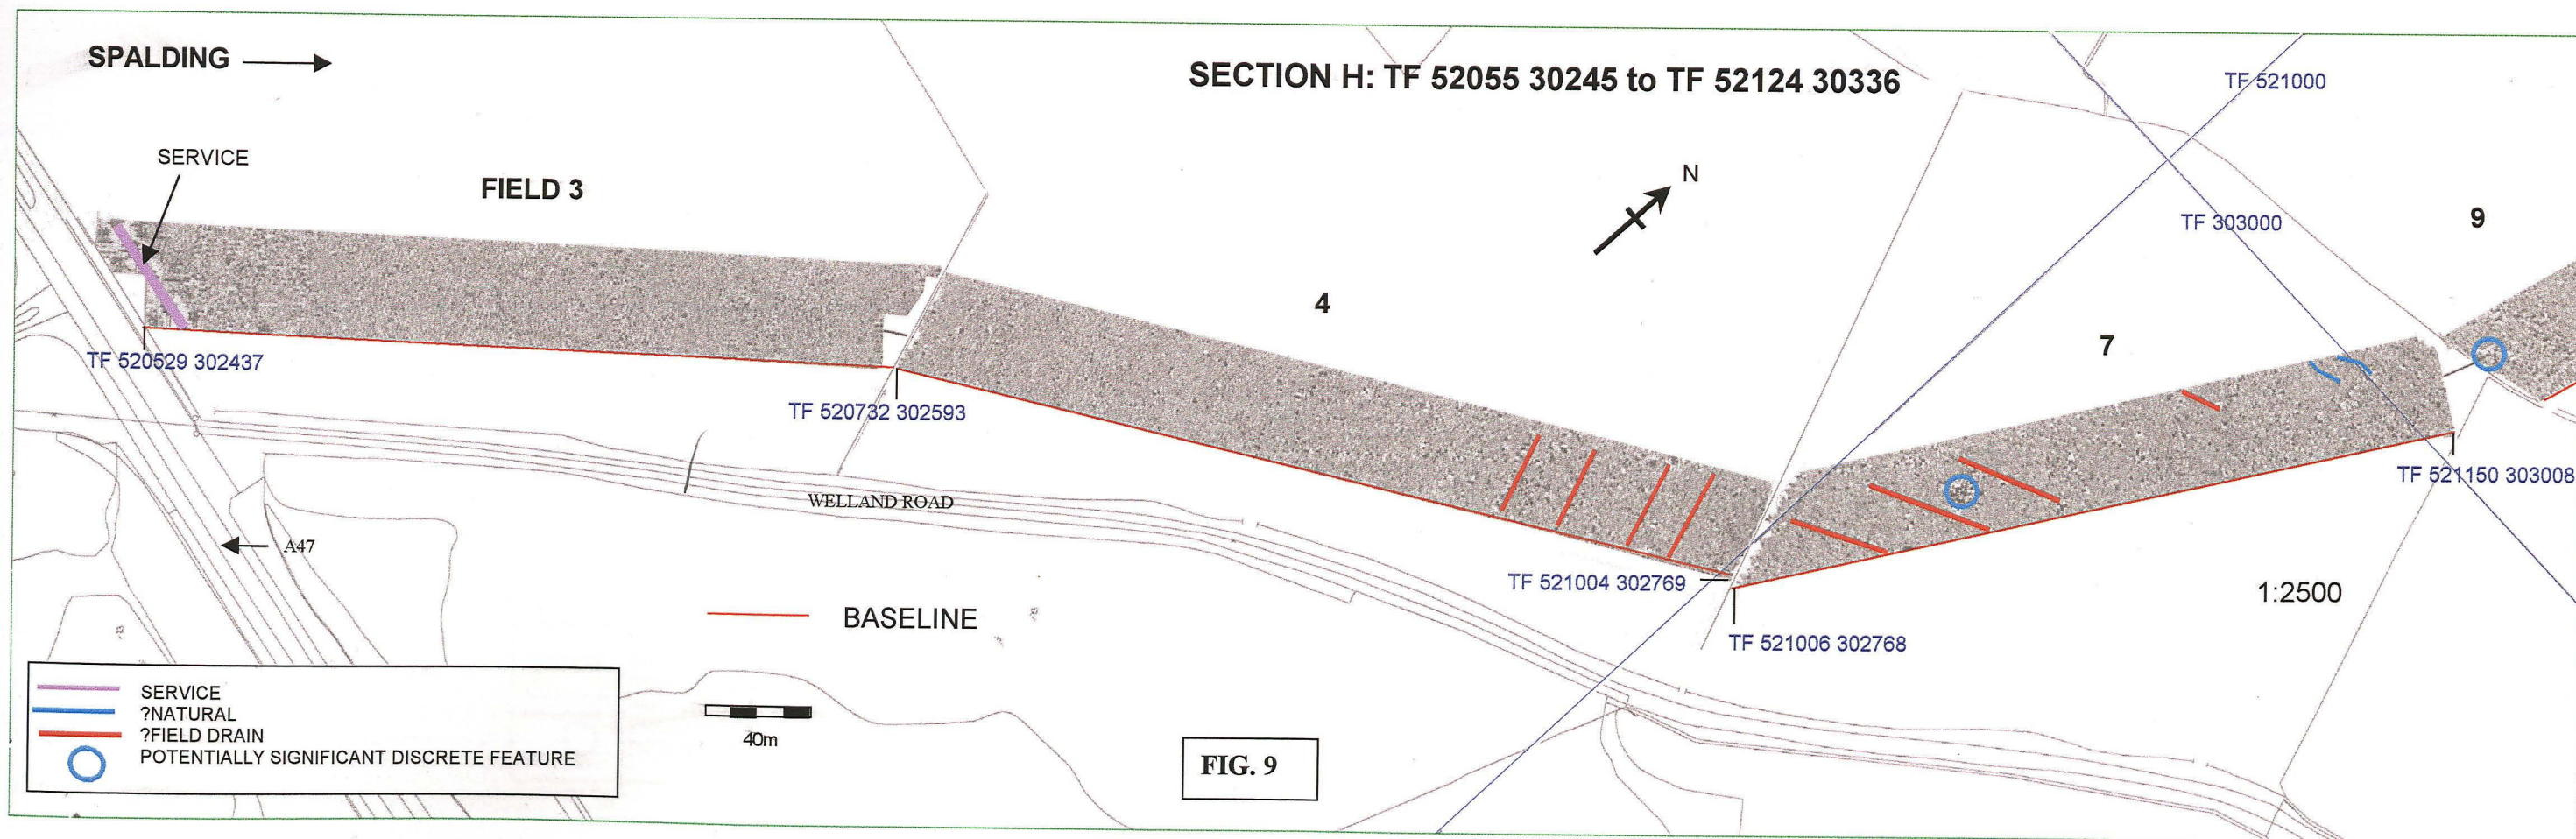 SPALDING
SECTION H: TF 52055 30245 to TF 52124 30336
TF 521000
SERVICE
N
FIELD 3
TF 303000
9
4
7
TF 520529 302437
TF 520732 302593
TF 521150 303008
WELLAND ROAD
A47
TF 521004 302769
1:2500
BASELINE
TF 521006 302768
SERVICE
?NATURAL
?FIELD DRAIN
POTENTIALLY SIGNIFICANT DISCRETE FEATURE
40m
FIG. 9